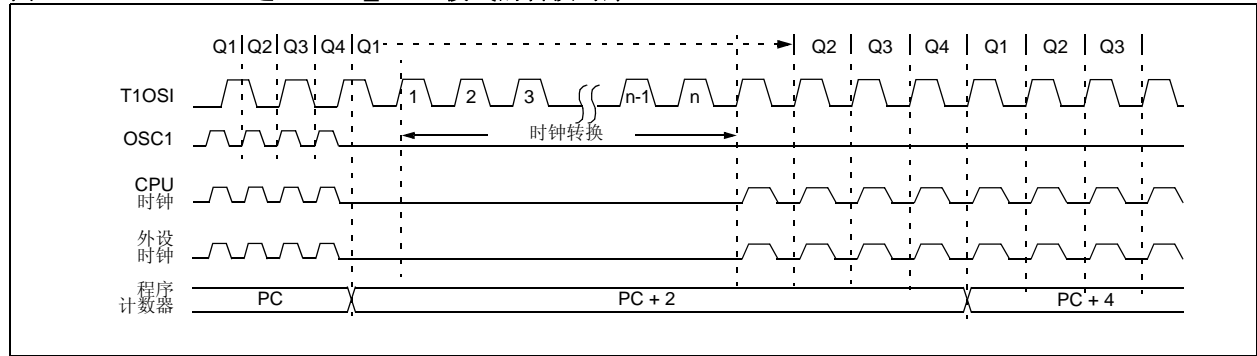 Q1 Q2 Q3 Q4 Q1 Q2 Q3 Q4 Q1 Q2 Q3
T1OSI 1 2 3 n-1 n
时钟转换
OSC1
CPU
时钟
外设
时钟
程序
计数器
PC PC + 2 PC + 4